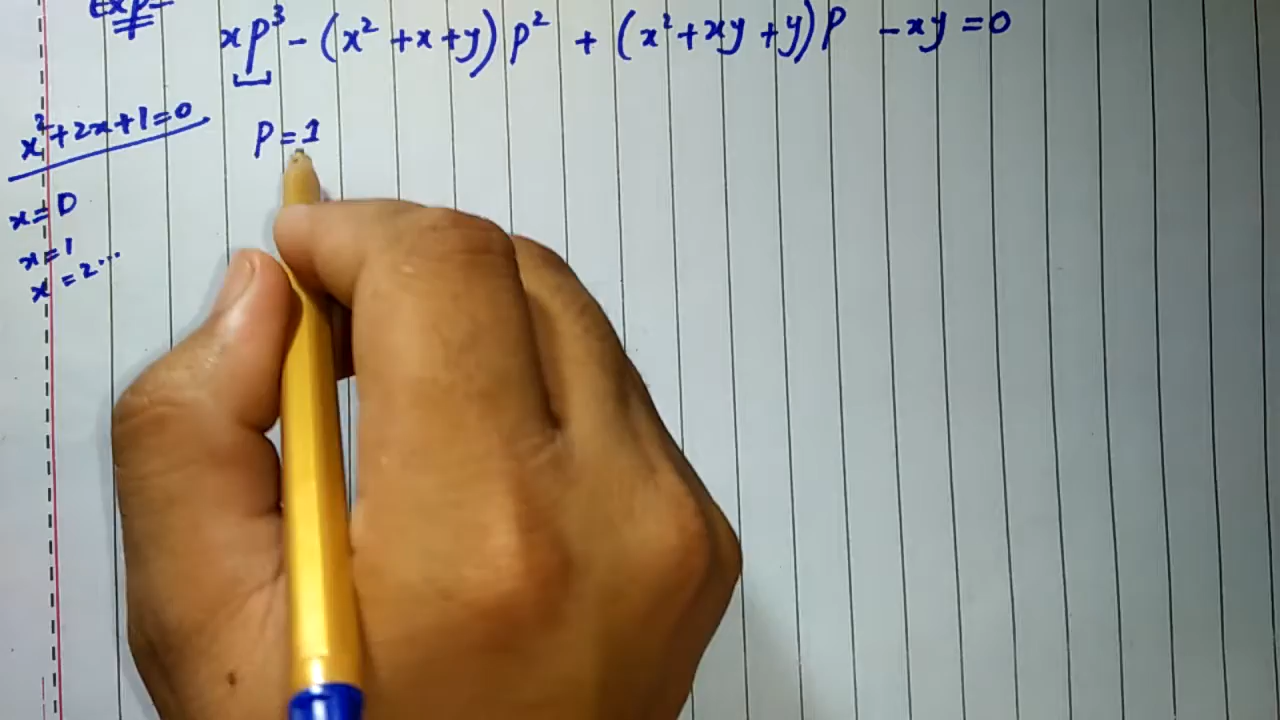 Exp-
xp³ - (x² + x + y) p² + (x² + xy + y) p - xy = 0
x² + 2x + 1 = 0
p = 1
x = 0
x = 1
x = 2 ...